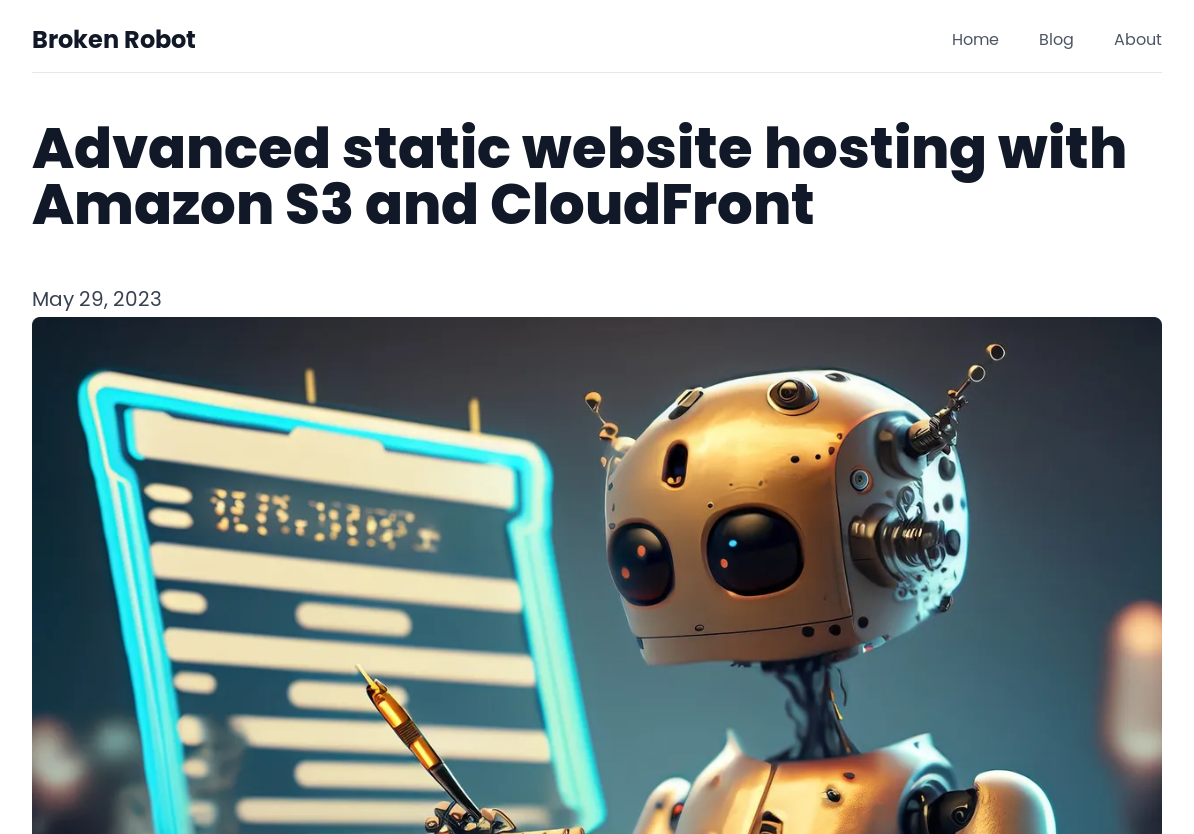 Broken Robot
Home
Blog
About
Advanced static website hosting with
Amazon S3 and CloudFront
May 29, 2023